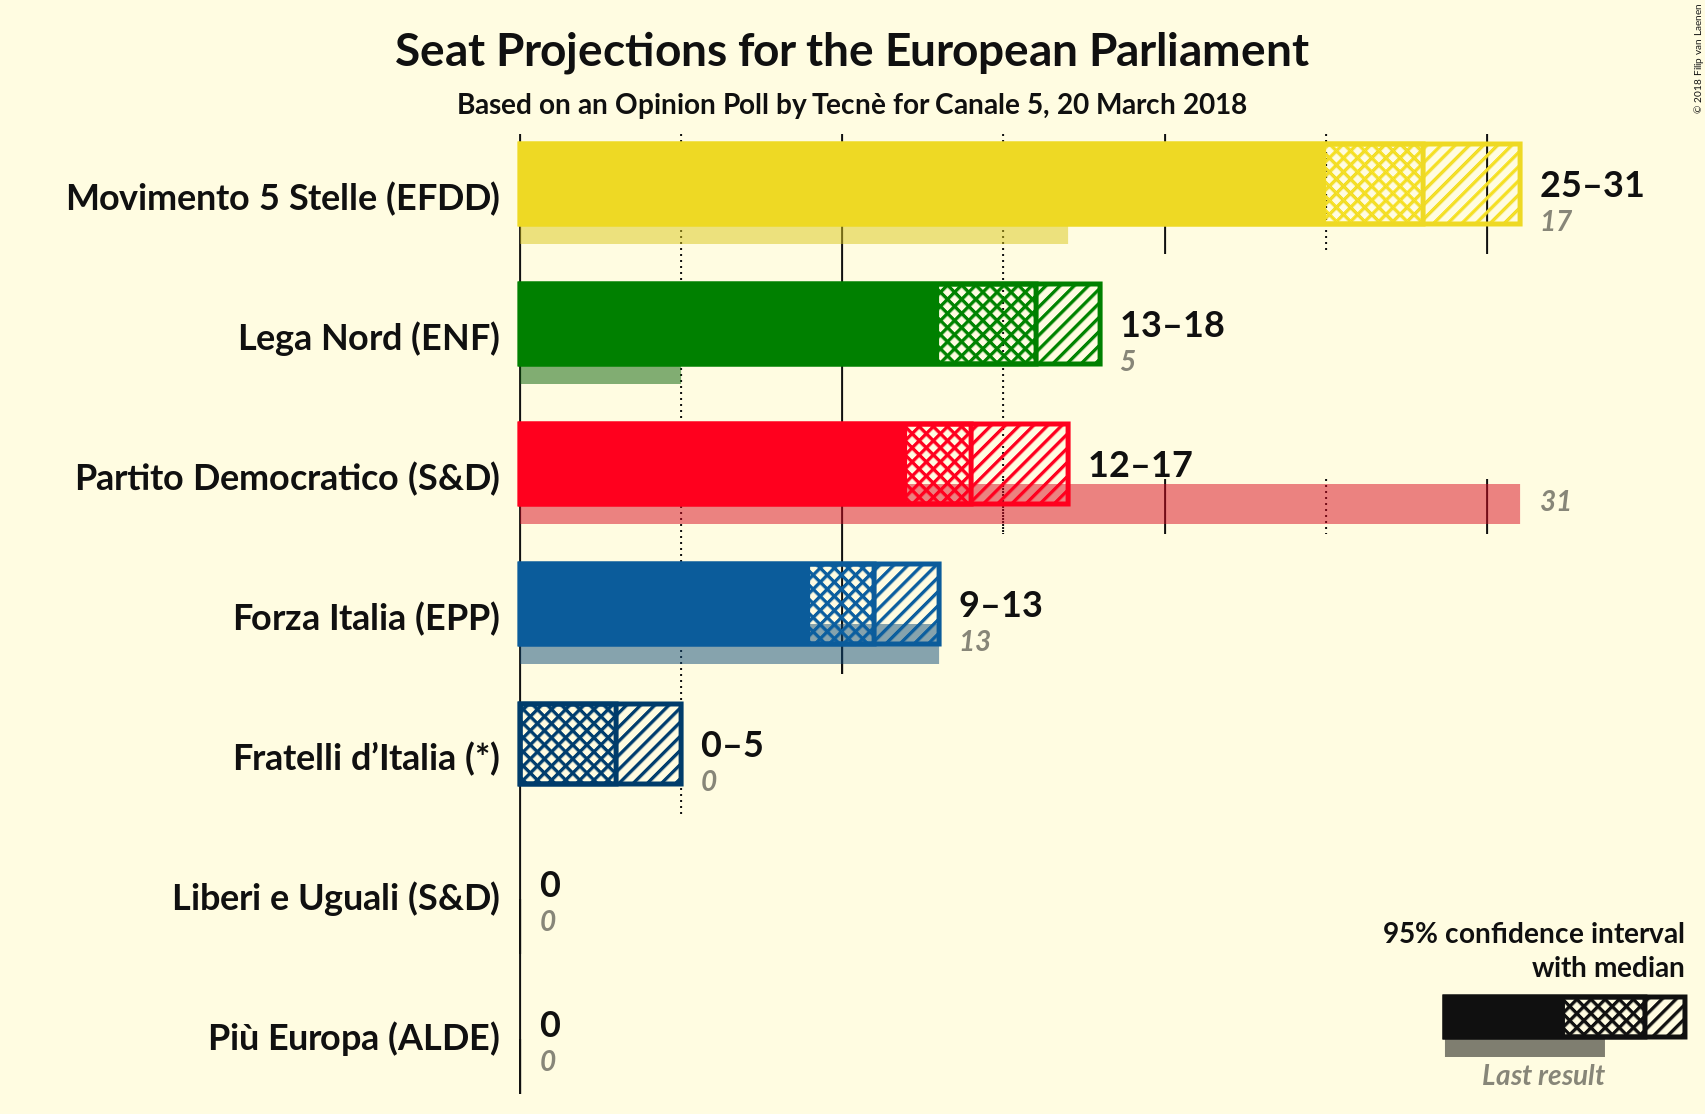 Seat Projections for the European Parliament
Based on an Opinion Poll by Tecnè for Canale 5, 20 March 2018
© 2018 Filip van Laenen
Movimento 5 Stelle (EFDD)
25–31
17
Lega Nord (ENF)
13–18
5
Partito Democratico (S&D)
12–17
31
Forza Italia (EPP)
9–13
13
Fratelli d’Italia (*)
0–5
0
Liberi e Uguali (S&D)
0
0
Più Europa (ALDE)
0
0
95% confidence interval
with median
Last result